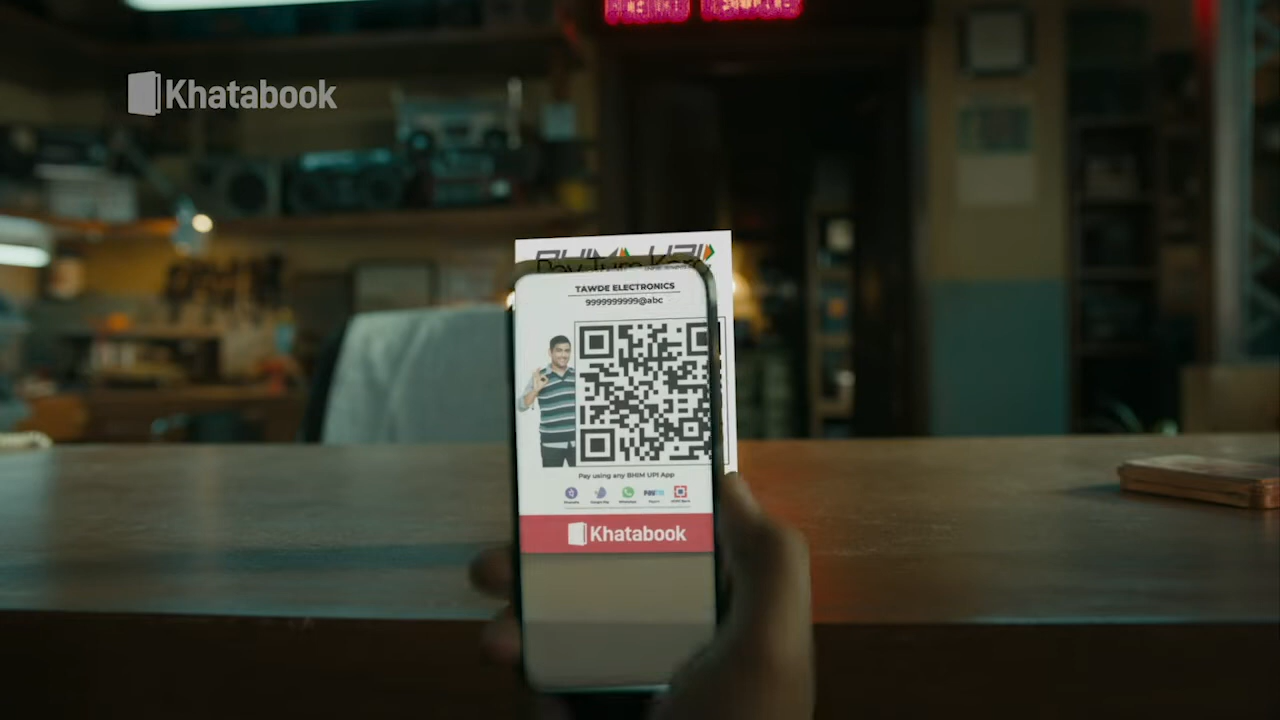 Khatabook
BHIM UPI
TAWDE ELECTRONICS
9999999999@abc
Pay using any BHIM UPI App
Khatabook